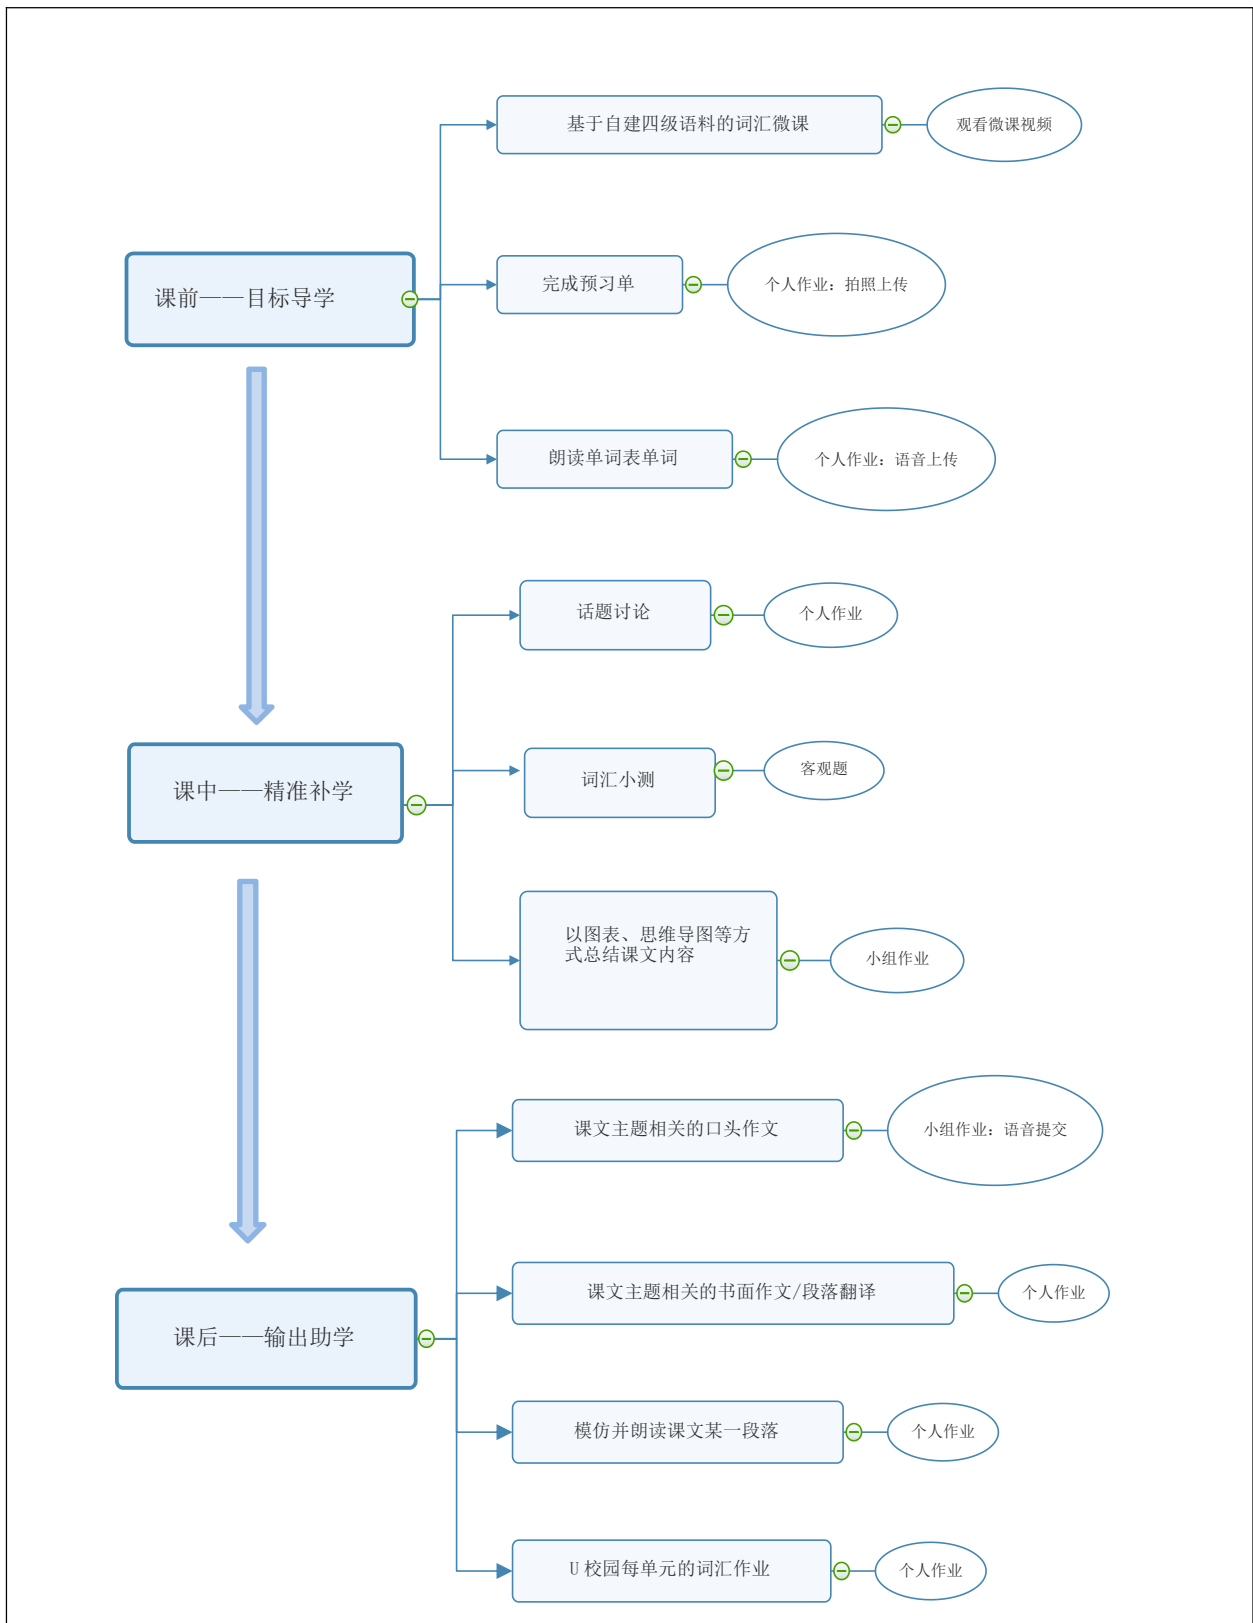 基于自建四级语料的词汇微课
观看微课视频
课前——目标导学
完成预习单
个人作业：拍照上传
朗读单词表单词
个人作业：语音上传
话题讨论
个人作业
课中——精准补学
词汇小测
客观题
以图表、思维导图等方
式总结课文内容
小组作业
课文主题相关的口头作文
小组作业：语音提交
课文主题相关的书面作文/段落翻译
个人作业
课后——输出助学
模仿并朗读课文某一段落
个人作业
U 校园每单元的词汇作业
个人作业